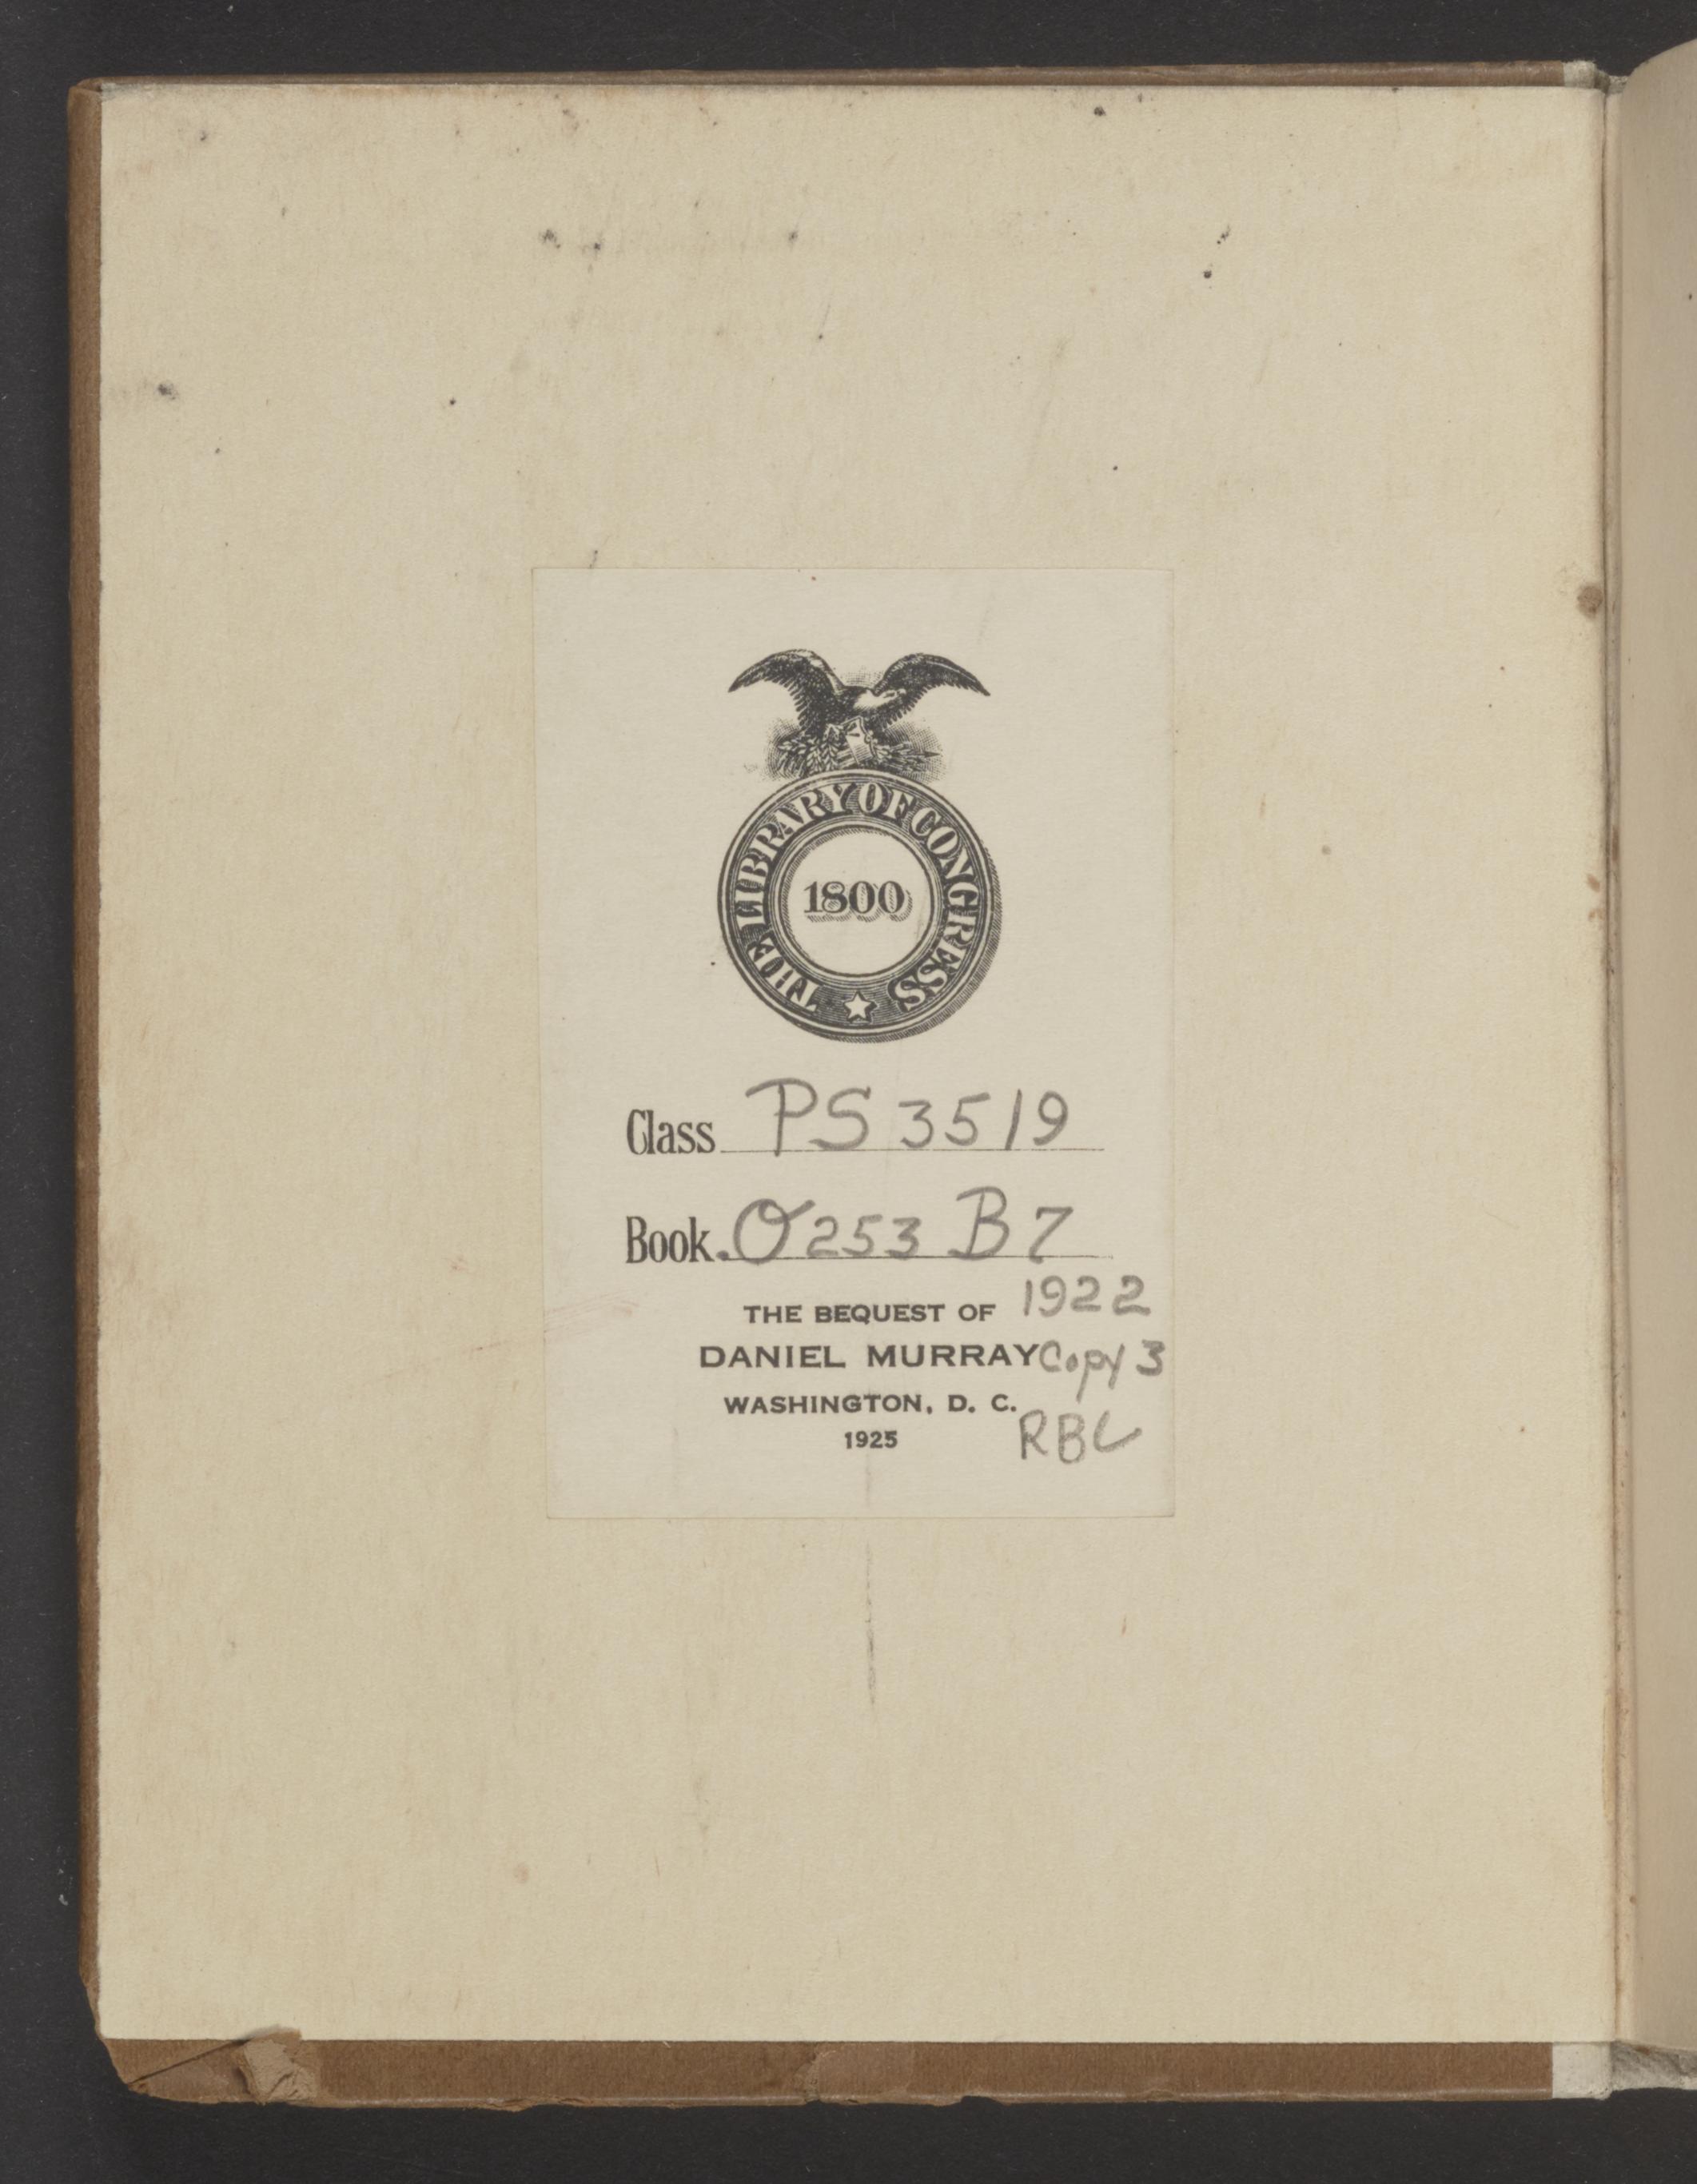 THE LIBRARY OF CONGRESS
1800
Class PS 3519
Book .O253 B7
1922
THE BEQUEST OF
DANIEL MURRAY Copy 3
WASHINGTON, D. C.
RBC
1925